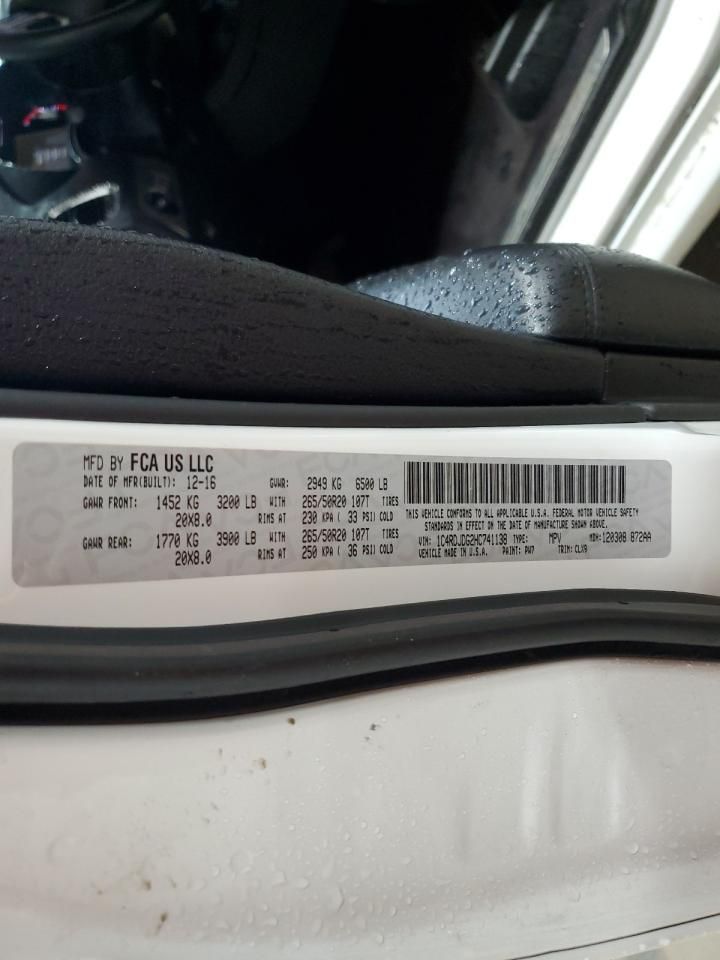 MFD BY FCA US LLC
DATE OF MFR(BUILT): 12-16 GVWR: 2949 KG 6500 LB
GAWR FRONT: 1452 KG 3200 LB WITH 265/50R20 107T TIRES
20X8.0 RIMS AT 230 KPA ( 33 PSI) COLD
GAWR REAR: 1770 KG 3900 LB WITH 265/50R20 107T TIRES
20X8.0 RIMS AT 250 KPA ( 36 PSI) COLD
THIS VEHICLE CONFORMS TO ALL APPLICABLE U.S.A. FEDERAL MOTOR VEHICLE SAFETY
STANDARDS IN EFFECT ON THE DATE OF MANUFACTURE SHOWN ABOVE.
VIN: 1C4RDJDG2HC741138 TYPE: MPV MDH: 120308 872AA
VEHICLE MADE IN U.S.A. PAINT: PW7 TRIM: CLX9